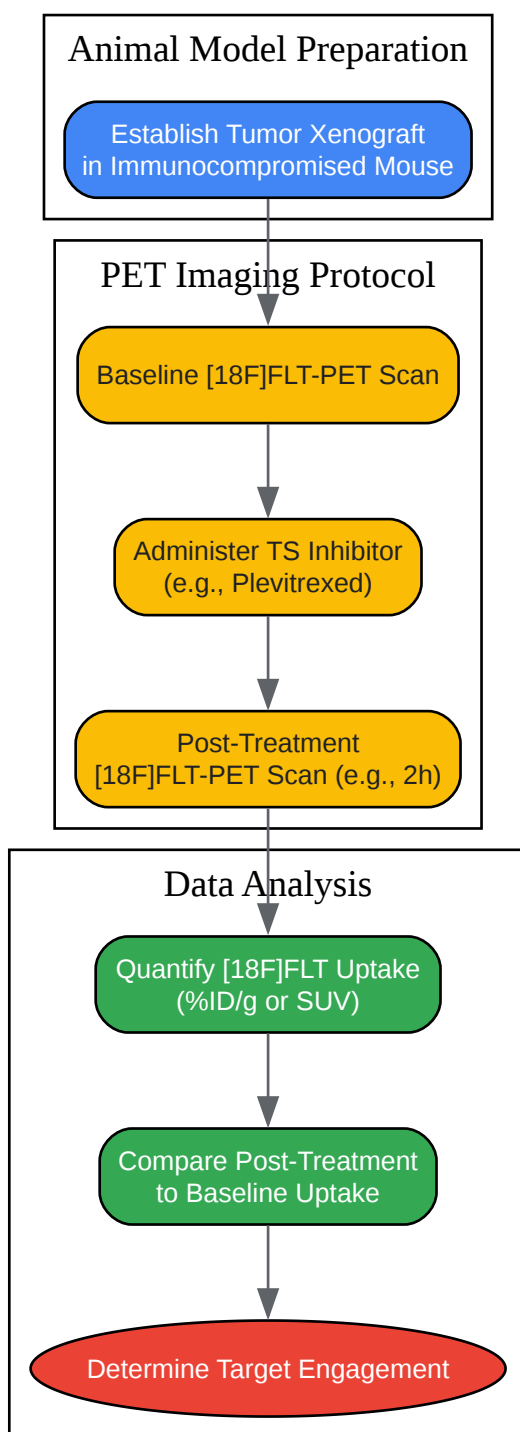 Animal Model Preparation
Establish Tumor Xenograft
in Immunocompromised Mouse
PET Imaging Protocol
Baseline [18F]FLT-PET Scan
Administer TS Inhibitor
(e.g., Plevitrexed)
Post-Treatment
[18F]FLT-PET Scan (e.g., 2h)
Data Analysis
Quantify [18F]FLT Uptake
(%ID/g or SUV)
Compare Post-Treatment
to Baseline Uptake
Determine Target Engagement